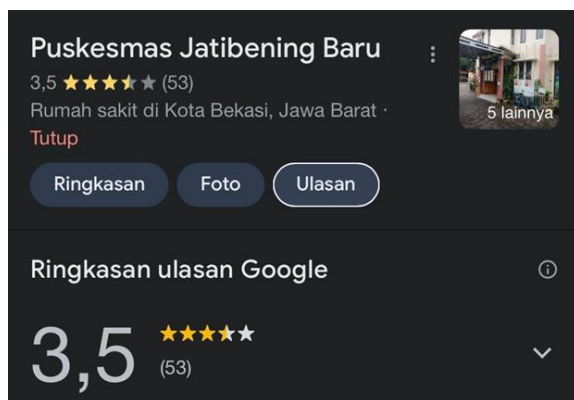 Puskesmas Jatibening Baru
3,5 (53)
Rumah sakit di Kota Bekasi, Jawa Barat ·
Tutup
5 lainnya
Ringkasan Foto Ulasan
Ringkasan ulasan Google
3,5
(53)